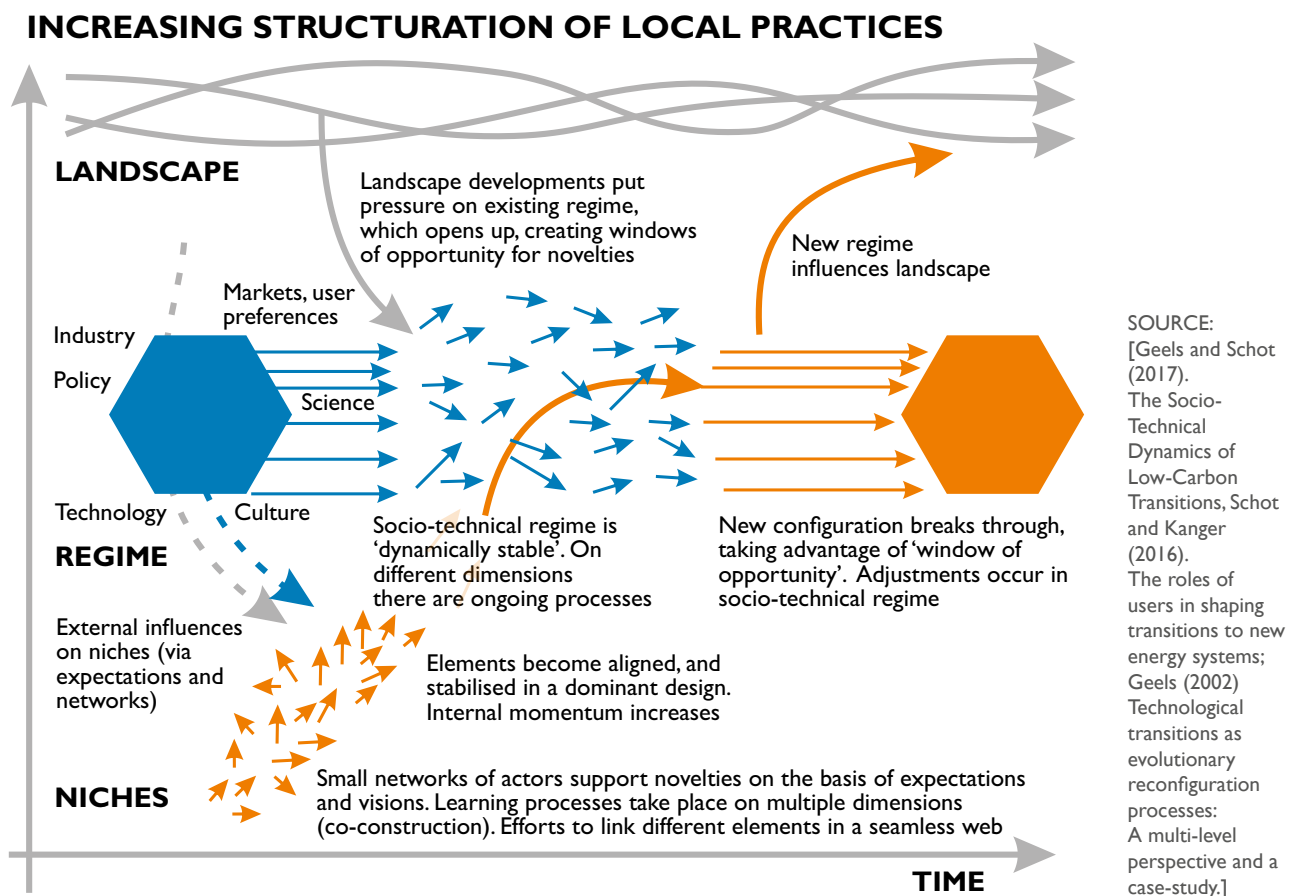 INCREASING STRUCTURATION OF LOCAL PRACTICES
LANDSCAPE
Landscape developments put
pressure on existing regime,
which opens up, creating windows
of opportunity for novelties
New regime
influences landscape
Markets, user
preferences
Industry
Policy
Science
Technology
Culture
REGIME
Socio-technical regime is
‘dynamically stable’. On
different dimensions
there are ongoing processes
New configuration breaks through,
taking advantage of ‘window of
opportunity’. Adjustments occur in
socio-technical regime
External influences
on niches (via
expectations and
networks)
Elements become aligned, and
stabilised in a dominant design.
Internal momentum increases
NICHES
Small networks of actors support novelties on the basis of expectations
and visions. Learning processes take place on multiple dimensions
(co-construction). Efforts to link different elements in a seamless web
TIME
SOURCE:
[Geels and Schot
(2017).
The Socio-
Technical
Dynamics of
Low-Carbon
Transitions, Schot
and Kanger
(2016).
The roles of
users in shaping
transitions to new
energy systems;
Geels (2002)
Technological
transitions as
evolutionary
reconfiguration
processes:
A multi-level
perspective and a
case-study.]